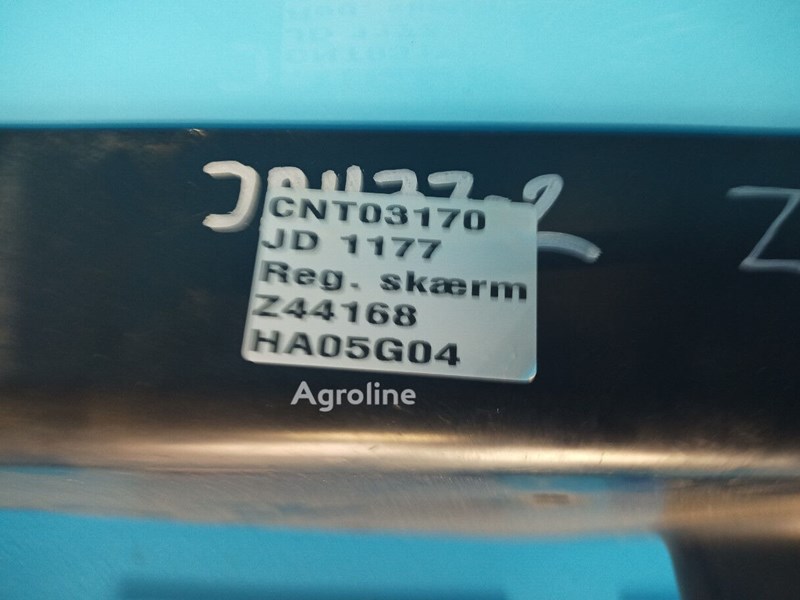 CNT03170
JD 1177
Reg. skærm
Z44168
HA05G04
Agroline
Z